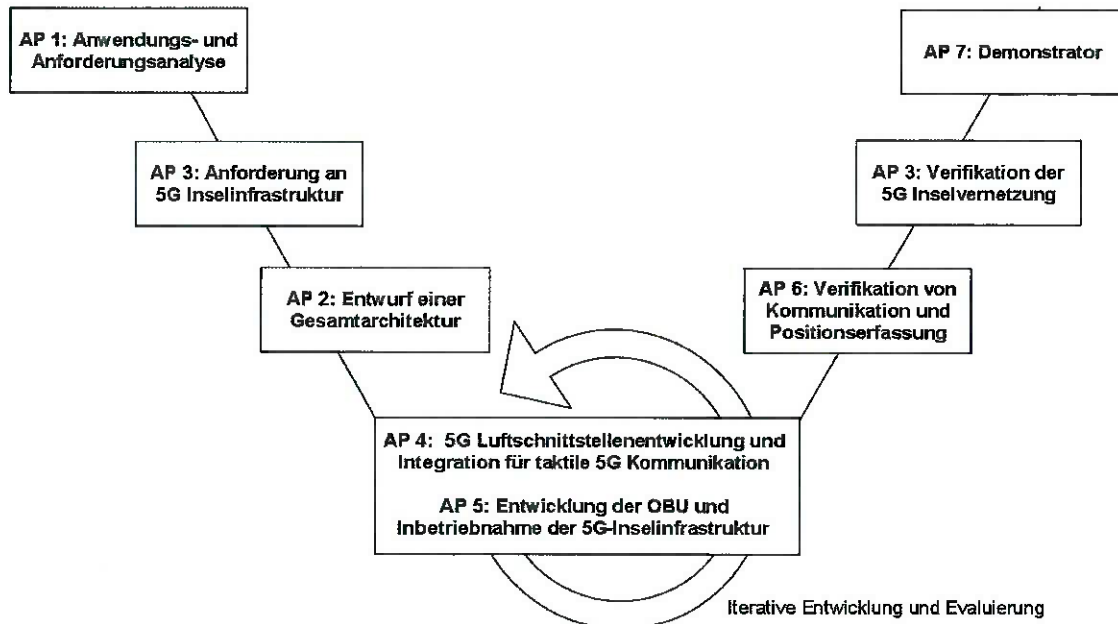 AP 1: Anwendungs- und
Anforderungsanalyse
AP 7: Demonstrator
AP 3: Anforderung an
5G Inselinfrastruktur
AP 3: Verifikation der
5G Inselvernetzung
AP 2: Entwurf einer
Gesamtarchitektur
AP 6: Verifikation von
Kommunikation und
Positionserfassung
AP 4: 5G Luftschnittstellenentwicklung und
Integration für taktile 5G Kommunikation
AP 5: Entwicklung der OBU und
Inbetriebnahme der 5G-Inselinfrastruktur
Iterative Entwicklung und Evaluierung